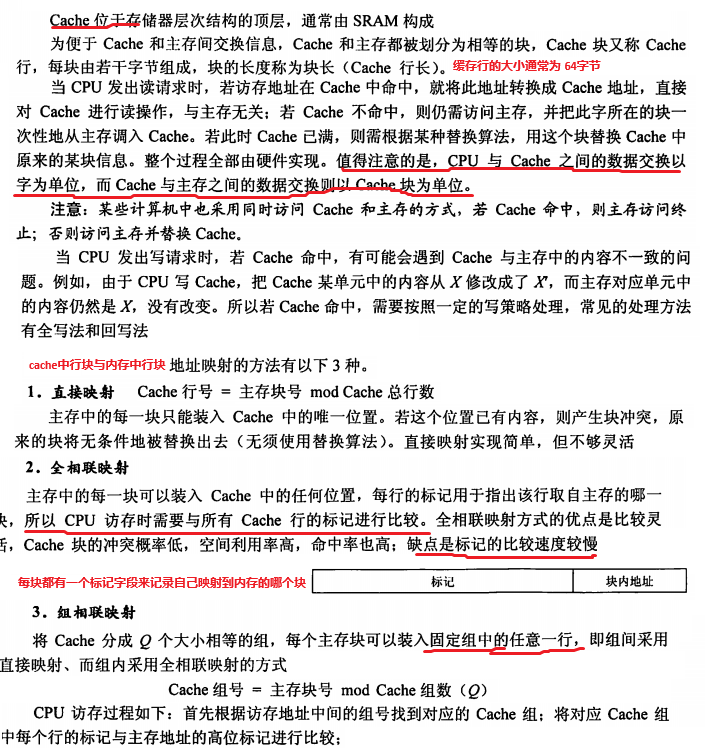 Cache 位于存储器层次结构的顶层，通常由 SRAM 构成
为便于 Cache 和主存间交换信息，Cache 和主存都被划分为相等的块，Cache 块又称 Cache
行，每块由若干字节组成，块的长度称为块长（Cache 行长）。缓存行的大小通常为 64字节
当 CPU 发出读请求时，若访存地址在 Cache 中命中，就将此地址转换成 Cache 地址，直接
对 Cache 进行读操作，与主存无关；若 Cache 不命中，则仍需访问主存，并把此字所在的块一
次性地从主存调入 Cache。若此时 Cache 已满，则需根据某种替换算法，用这个块替换 Cache 中
原来的某块信息。整个过程全部由硬件实现。值得注意的是，CPU 与 Cache 之间的数据交换以
字为单位，而 Cache 与主存之间的数据交换则以 Cache 块为单位。
注意：某些计算机中也采用同时访问 Cache 和主存的方式，若 Cache 命中，则主存访问终
止；否则访问主存并替换 Cache。
当 CPU 发出写请求时，若 Cache 命中，有可能会遇到 Cache 与主存中的内容不一致的问
题。例如，由于 CPU 写 Cache，把 Cache 某单元中的内容从 X 修改成了 X′，而主存对应单元中
的内容仍然是 X，没有改变。所以若 Cache 命中，需要按照一定的写策略处理，常见的处理方法
有全写法和回写法
cache中行块与内存中行块 地址映射的方法有以下 3 种。
1．直接映射 Cache 行号 = 主存块号 mod Cache 总行数
主存中的每一块只能装入 Cache 中的唯一位置。若这个位置已有内容，则产生块冲突，原
来的块将无条件地被替换出去（无须使用替换算法）。直接映射实现简单，但不够灵活
2．全相联映射
主存中的每一块可以装入 Cache 中的任何位置，每行的标记用于指出该行取自主存的哪一
块，所以 CPU 访存时需要与所有 Cache 行的标记进行比较。全相联映射方式的优点是比较灵
活，Cache 块的冲突概率低，空间利用率高，命中率也高；缺点是标记的比较速度较慢
每块都有一个标记字段来记录自己映射到内存的哪个块 标记 块内地址
3．组相联映射
将 Cache 分成 Q 个大小相等的组，每个主存块可以装入固定组中的任意一行，即组间采用
直接映射、而组内采用全相联映射的方式
Cache 组号 = 主存块号 mod Cache 组数（Q）
CPU 访存过程如下：首先根据访存地址中间的组号找到对应的 Cache 组；将对应 Cache 组
中每个行的标记与主存地址的高位标记进行比较；